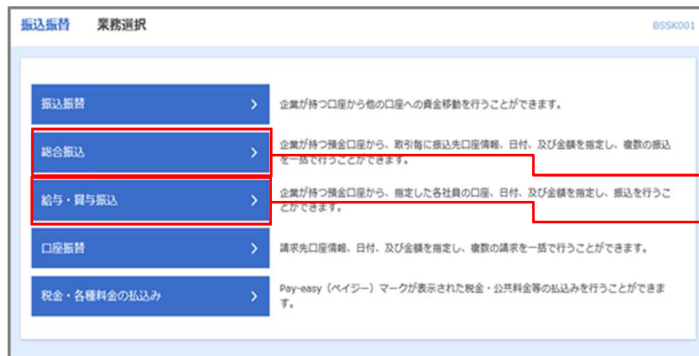 振込振替 業務選択 BSSK001
振込振替
企業が持つ口座から他の口座への資金移動を行うことができます。
総合振込
企業が持つ預金口座から、取引毎に振込先口座情報、日付、及び金額を指定し、複数の振込
を一括で行うことができます。
給与・賞与振込
企業が持つ預金口座から、指定した各社員の口座、日付、及び金額を指定し、振込を行うこ
とができます。
口座振替
請求先口座情報、日付、及び金額を指定し、複数の請求を一括で行うことができます。
税金・各種料金の払込み
Pay-easy（ペイジー）マークが表示された税金・公共料金等の払込みを行うことができま
す。